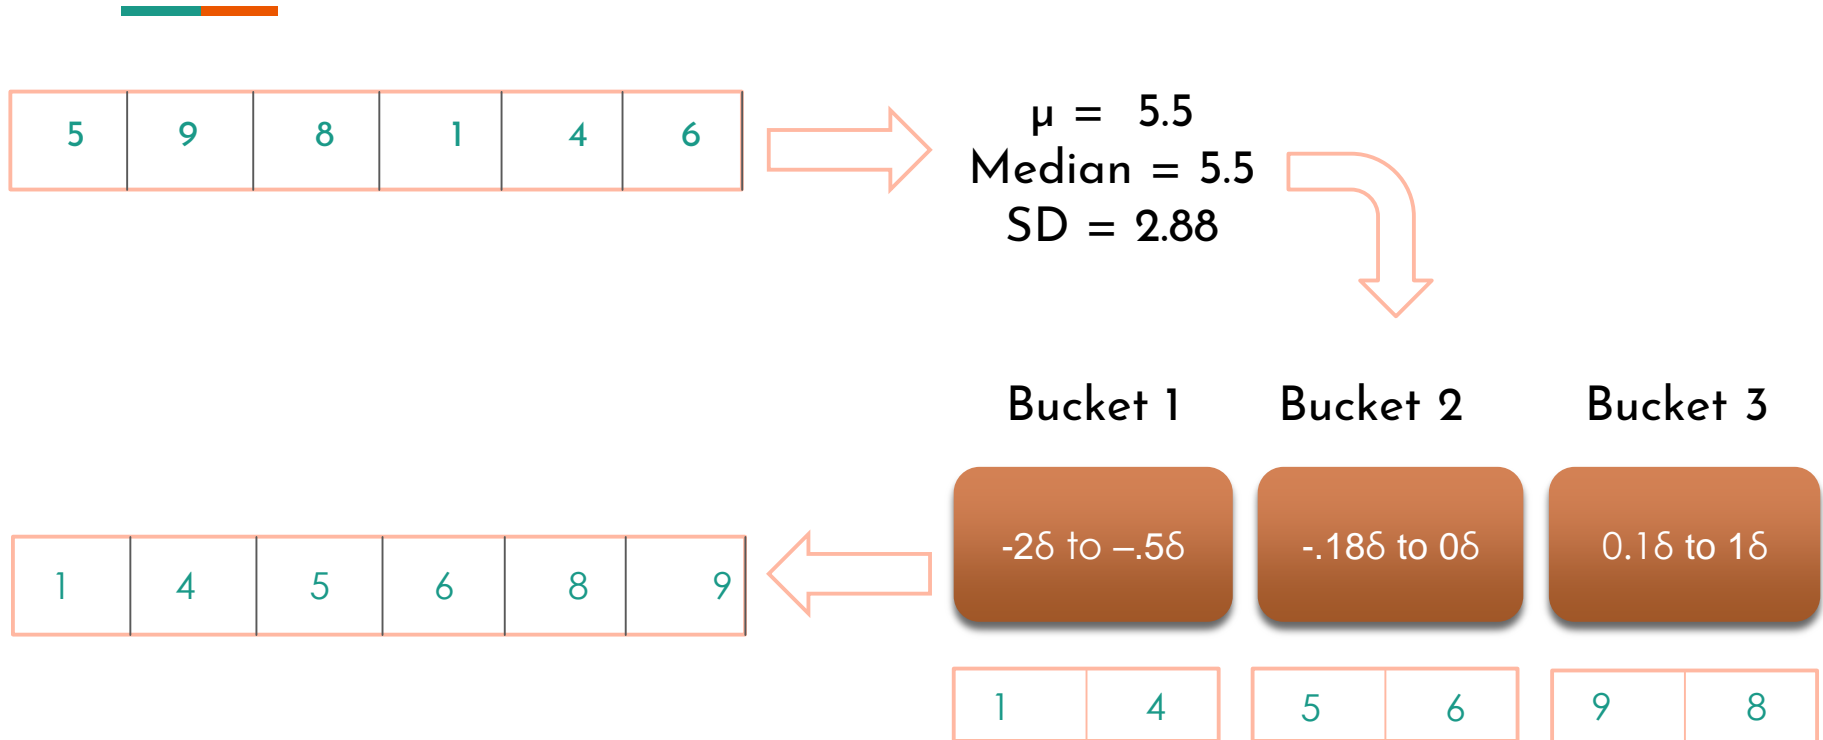 5 9 8 1 4 6
μ = 5.5
Median = 5.5
SD = 2.88
Bucket 1 Bucket 2 Bucket 3
-2δ to –.5δ -.18δ to 0δ 0.1δ to 1δ
1 4 5 6 8 9
1 4 5 6 9 8